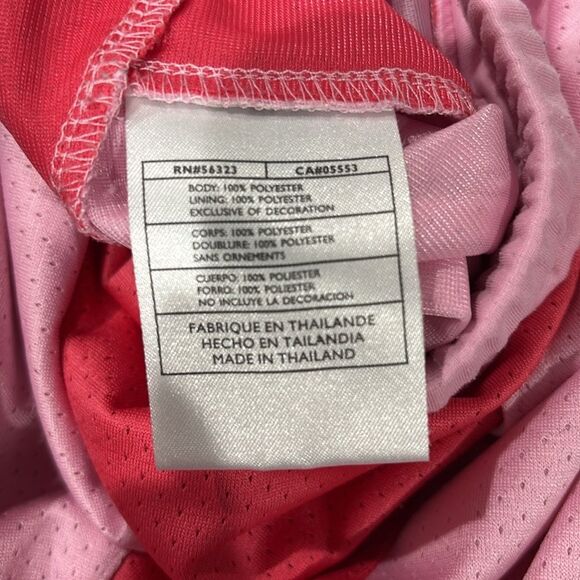 RN#56323 CA#05553
BODY: 100% POLYESTER
LINING: 100% POLYESTER
EXCLUSIVE OF DECORATION
CORPS: 100% POLYESTER
DOUBLURE: 100% POLYESTER
SANS ORNEMENTS
CUERPO: 100% POLIESTER
FORRO: 100% POLIESTER
NO INCLUYE LA DECORACION
FABRIQUE EN THAILANDE
HECHO EN TAILANDIA
MADE IN THAILAND